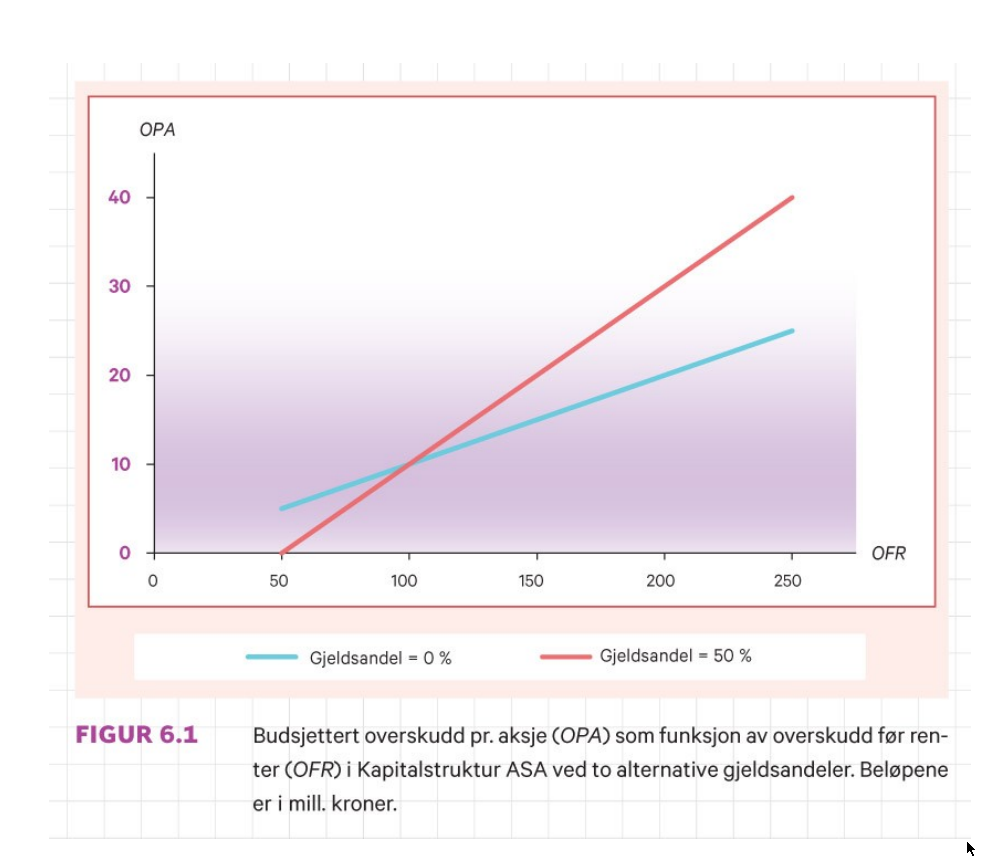 OPA
40
30
20
10
0
OFR
0 50 100 150 200 250
Gjeldsandel = 0 % Gjeldsandel = 50 %
FIGUR 6.1 Budsjettert overskudd pr. aksje (OPA) som funksjon av overskudd før ren-
ter (OFR) i Kapitalstruktur ASA ved to alternative gjeldsandeler. Beløpene
er i mill. kroner.